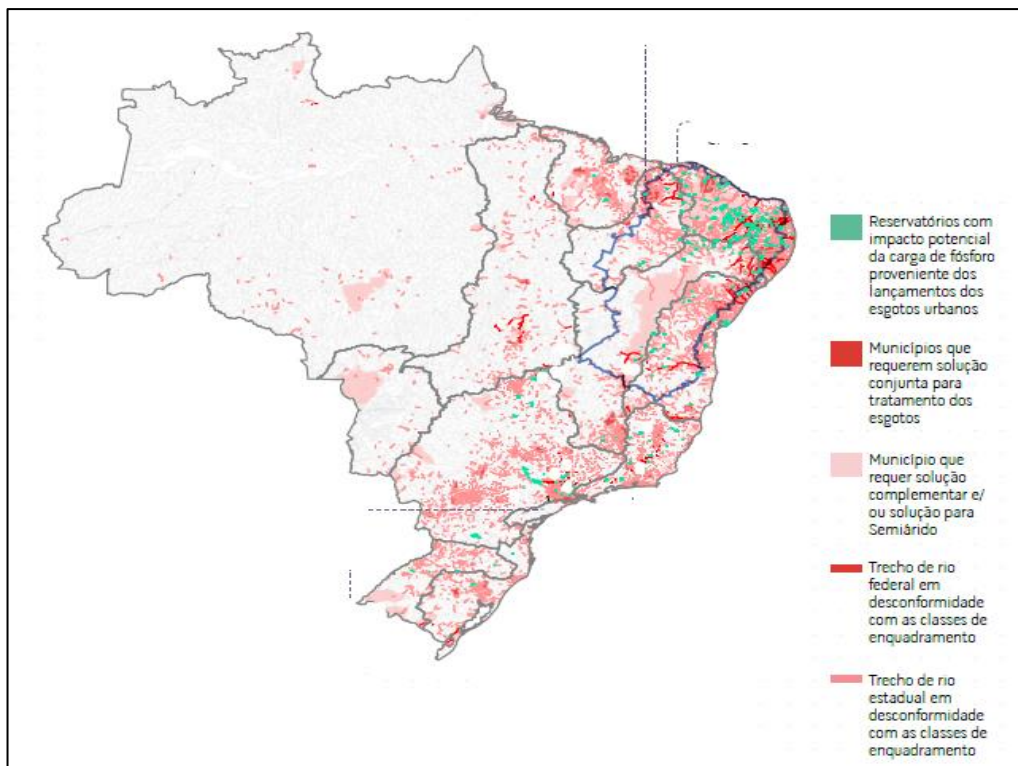 Reservatórios com
impacto potencial
da carga de fósforo
proveniente dos
lançamentos dos
esgotos urbanos
Municípios que
requerem solução
conjunta para
tratamento dos
esgotos
Município que
requer solução
complementar e/
ou solução para
Semiárido
Trecho de rio
federal em
desconformidade
com as classes de
enquadramento
Trecho de rio
estadual em
desconformidade
com as classes de
enquadramento